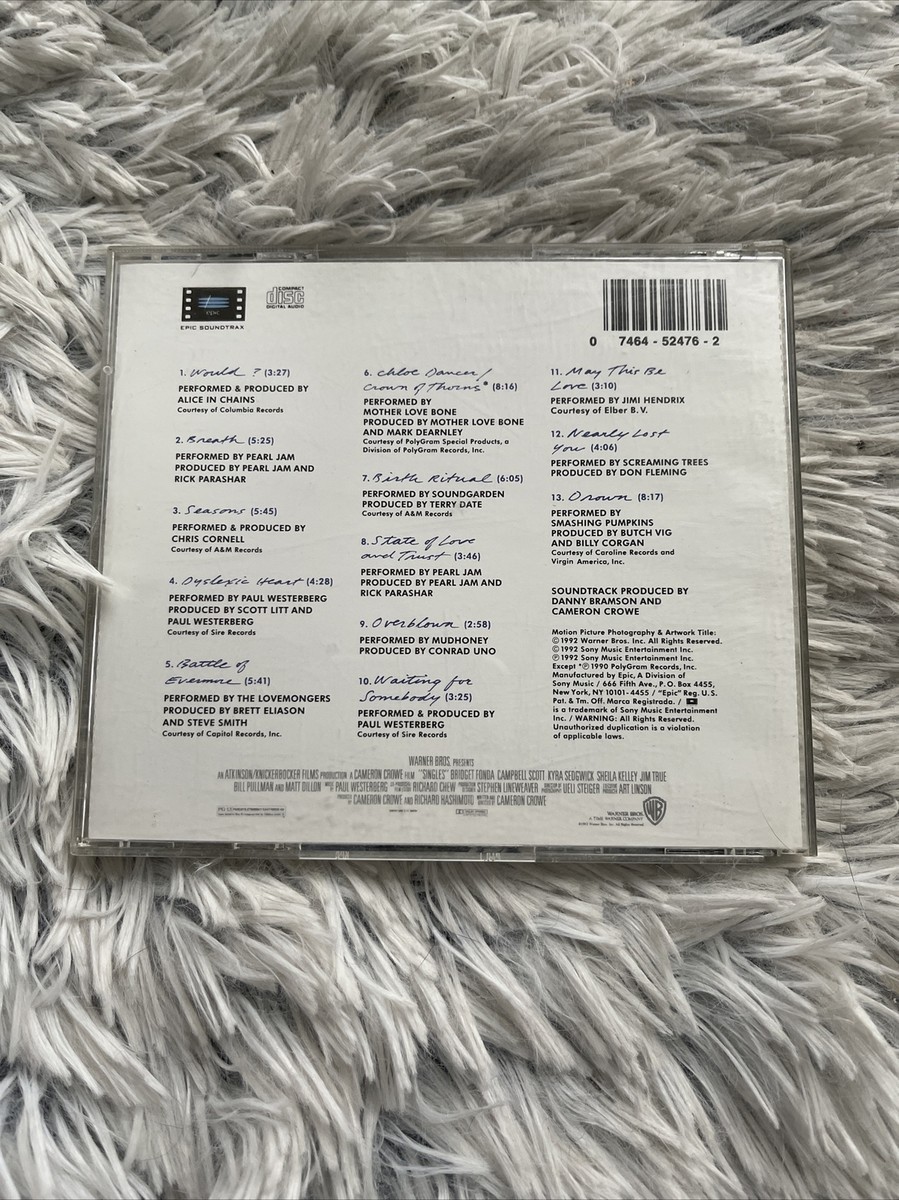 epic
EPIC SOUNDTRAX
COMPACT
disc
DIGITAL AUDIO
0 7464 - 52476 - 2
1. Would ? (3:27)
PERFORMED & PRODUCED BY
ALICE IN CHAINS
Courtesy of Columbia Records
2. Breath (5:25)
PERFORMED BY PEARL JAM
PRODUCED BY PEARL JAM AND
RICK PARASHAR
3. Seasons (5:45)
PERFORMED & PRODUCED BY
CHRIS CORNELL
Courtesy of A&M Records
4. Dyslexic Heart (4:28)
PERFORMED BY PAUL WESTERBERG
PRODUCED BY SCOTT LITT AND
PAUL WESTERBERG
Courtesy of Sire Records
5. Battle of
Evermore (5:41)
PERFORMED BY THE LOVEMONGERS
PRODUCED BY BRETT ELIASON
AND STEVE SMITH
Courtesy of Capitol Records, Inc.
6. Chloe Dancer/
Crown of Thorns* (8:16)
PERFORMED BY
MOTHER LOVE BONE
PRODUCED BY MOTHER LOVE BONE
AND MARK DEARNLEY
Courtesy of PolyGram Special Products, a
Division of PolyGram Records, Inc.
7. Birth Ritual (6:05)
PERFORMED BY SOUNDGARDEN
PRODUCED BY TERRY DATE
Courtesy of A&M Records
8. State of Love
and Trust (3:46)
PERFORMED BY PEARL JAM
PRODUCED BY PEARL JAM AND
RICK PARASHAR
9. Overblown (2:58)
PERFORMED BY MUDHONEY
PRODUCED BY CONRAD UNO
10. Waiting for
Somebody (3:25)
PERFORMED & PRODUCED BY
PAUL WESTERBERG
Courtesy of Sire Records
11. May This Be
Love (3:10)
PERFORMED BY JIMI HENDRIX
Courtesy of Elber B.V.
12. Nearly Lost
You (4:06)
PERFORMED BY SCREAMING TREES
PRODUCED BY DON FLEMING
13. Drown (8:17)
PERFORMED BY
SMASHING PUMPKINS
PRODUCED BY BUTCH VIG
AND BILLY CORGAN
Courtesy of Caroline Records and
Virgin America, Inc.
SOUNDTRACK PRODUCED BY
DANNY BRAMSON AND
CAMERON CROWE
Motion Picture Photography & Artwork Title:
© 1992 Warner Bros. Inc. All Rights Reserved.
© 1992 Sony Music Entertainment Inc.
℗ 1992 Sony Music Entertainment Inc.
Except *℗ 1990 PolyGram Records, Inc.
Manufactured by Epic, A Division of
Sony Music / 666 Fifth Ave., P.O. Box 4455,
New York, NY 10101- 4455 / "Epic" Reg. U.S.
Pat. & Tm. Off. Marca Registrada. /
is a trademark of Sony Music Entertainment
Inc. / WARNING: All Rights Reserved.
Unauthorized duplication is a violation
of applicable laws.
WARNER BROS. PRESENTS
AN ATKINSON/KNICKERBOCKER FILMS PRODUCTION A CAMERON CROWE FILM "SINGLES" BRIDGET FONDA CAMPBELL SCOTT KYRA SEDGWICK SHEILA KELLEY JIM TRUE
BILL PULLMAN AND MATT DILLON MUSIC BY PAUL WESTERBERG RICHARD CHEW PRODUCTION DESIGNER STEPHEN LINEWEAVER DIRECTOR OF PHOTOGRAPHY UELI STEIGER EXECUTIVE PRODUCER ART LINSON
PRODUCED BY CAMERON CROWE AND RICHARD HASHIMOTO WRITTEN AND DIRECTED BY CAMERON CROWE
WB
WARNER BROS.
A TIME WARNER COMPANY